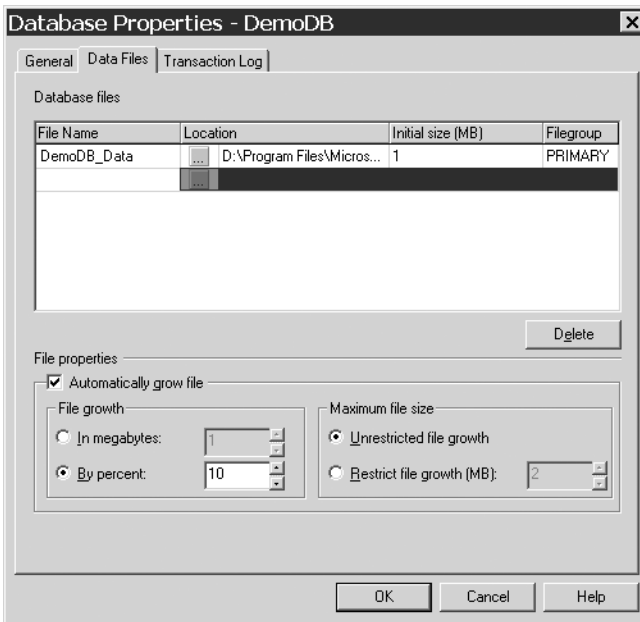 Database Properties - DemoDB
General Data Files Transaction Log
Database files
File Name Location Initial size (MB) Filegroup
DemoDB_Data ... D:\Program Files\Micros... 1 PRIMARY
...
Delete
File properties
Automatically grow file
File growth
In megabytes: 1
By percent: 10
Maximum file size
Unrestricted file growth
Restrict file growth (MB): 2
OK Cancel Help